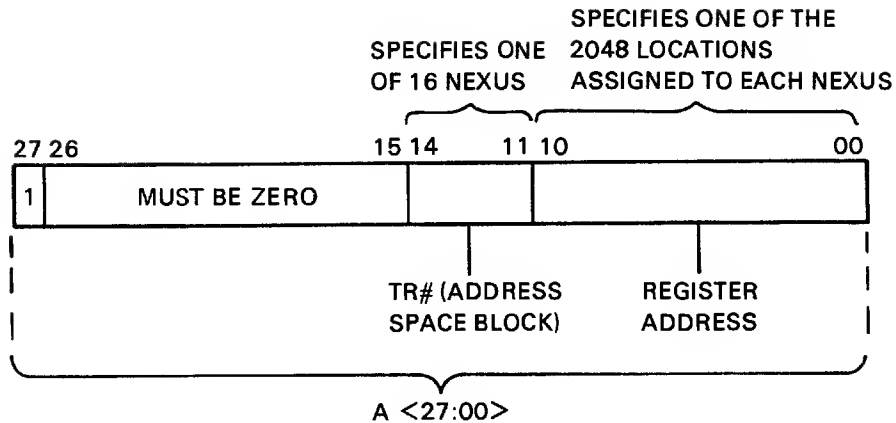 SPECIFIES ONE
OF 16 NEXUS
SPECIFIES ONE OF THE
2048 LOCATIONS
ASSIGNED TO EACH NEXUS
27 26 15 14 11 10 00
1 MUST BE ZERO
TR# (ADDRESS
SPACE BLOCK)
REGISTER
ADDRESS
A <27:00>